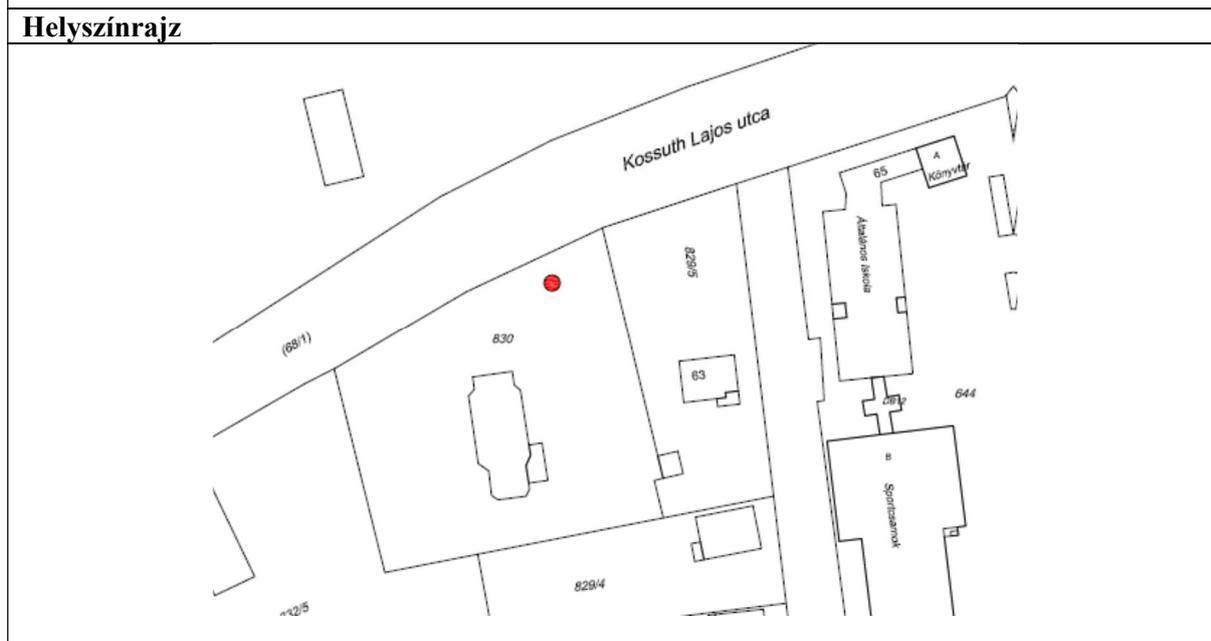 Helyszínrajz
Kossuth Lajos utca
A
Könyvtár
65
829/5
Általános Iskola
(68/1)
830
63
644
B
Sportcsarnok
829/4